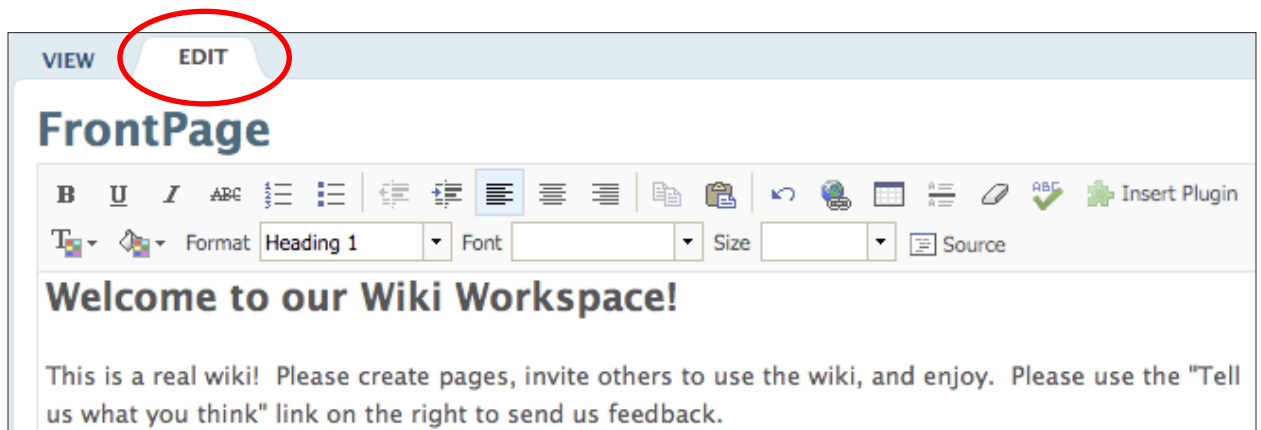 VIEW EDIT
FrontPage
B U I ABC ABC Insert Plugin
T Format Heading 1 Font Size Source
Welcome to our Wiki Workspace!
This is a real wiki! Please create pages, invite others to use the wiki, and enjoy. Please use the "Tell
us what you think" link on the right to send us feedback.